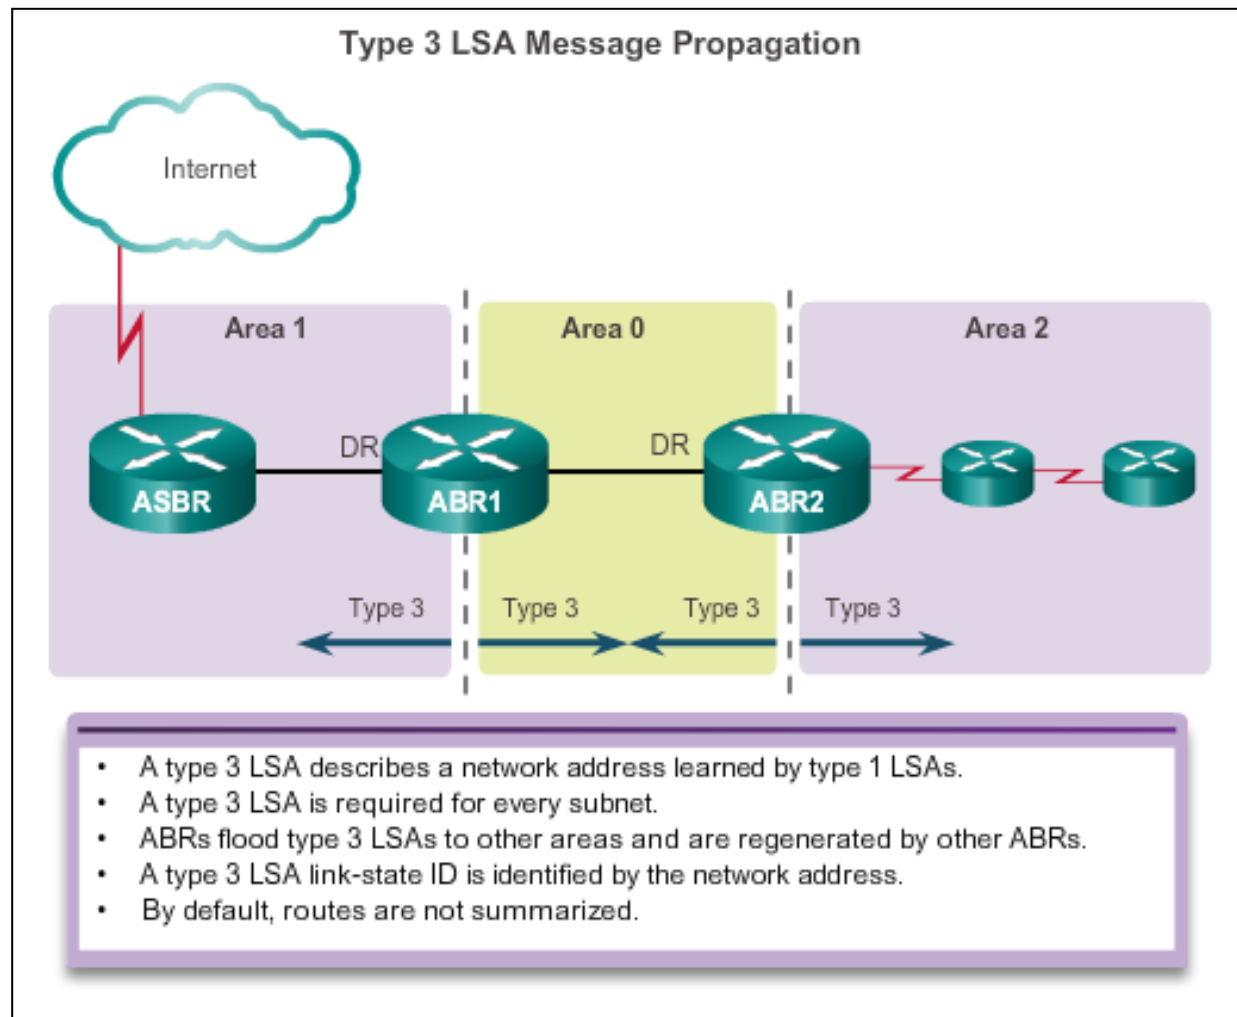 Type 3 LSA Message Propagation
Internet
Area 1
Area 0
Area 2
DR
DR
ASBR
ABR1
ABR2
Type 3
Type 3
Type 3
Type 3
• A type 3 LSA describes a network address learned by type 1 LSAs.
• A type 3 LSA is required for every subnet.
• ABRs flood type 3 LSAs to other areas and are regenerated by other ABRs.
• A type 3 LSA link-state ID is identified by the network address.
• By default, routes are not summarized.